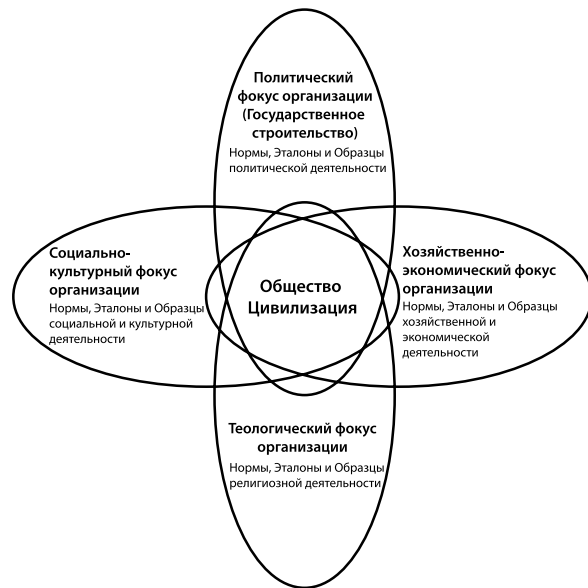 Политический
фокус организации
(Государственное
строительство)
Нормы, Эталоны и Образцы
политической деятельности
Социально-
культурный фокус
организации
Нормы, Эталоны и Образцы
социальной и культурной
деятельности
Общество
Цивилизация
Хозяйственно-
экономический фокус
организации
Нормы, Эталоны и Образцы
хозяйственной и
экономической
деятельности
Теологический фокус
организации
Нормы, Эталоны и Образцы
религиозной деятельности